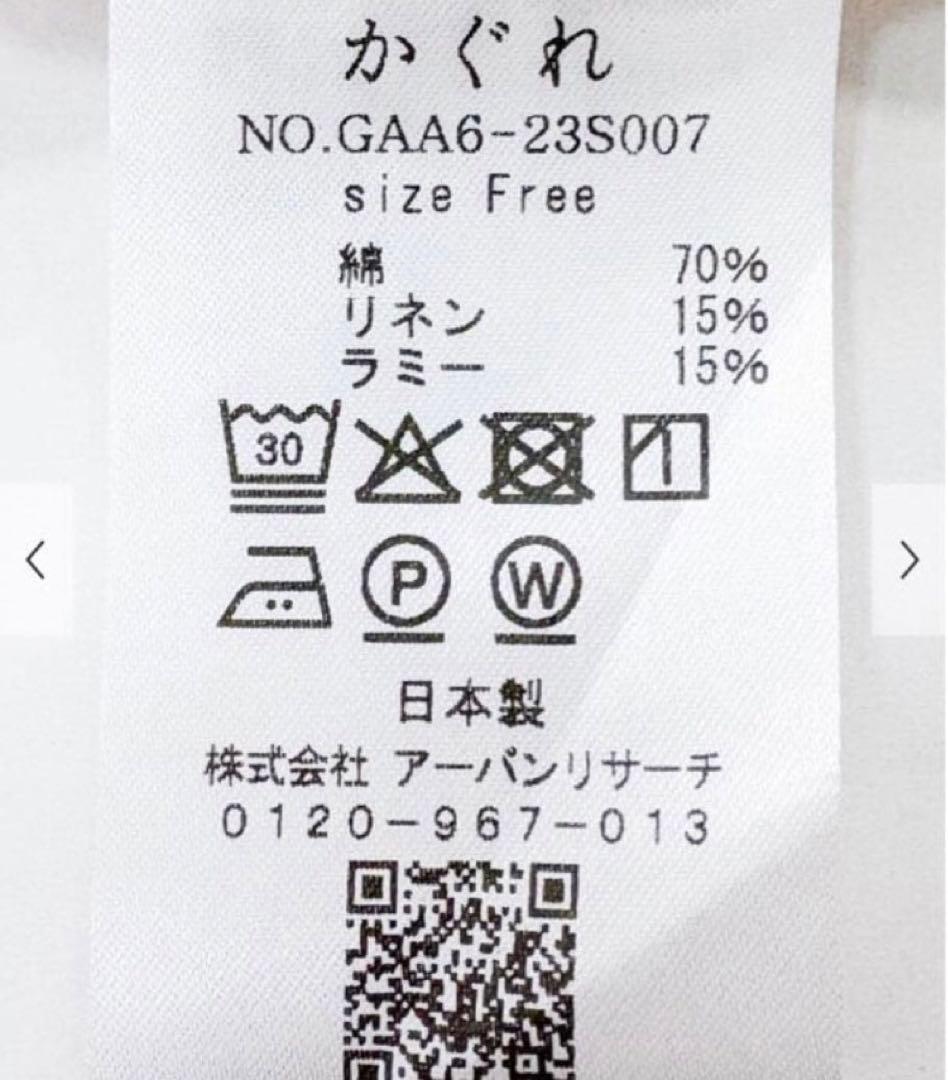 かぐれ
NO.GAA6-23S007
size Free
綿 70%
リネン 15%
ラミー 15%
30
P W
日本製
株式会社 アーバンリサーチ
0120-967-013